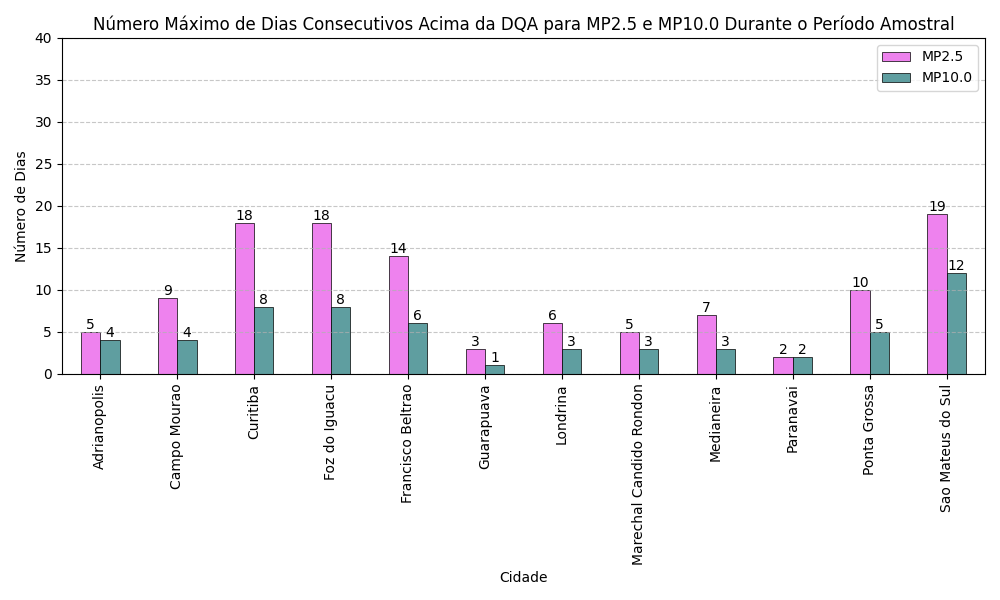 Número Máximo de Dias Consecutivos Acima da DQA para MP2.5 e MP10.0 Durante o Período Amostral
MP2.5
MP10.0
Número de Dias
40
35
30
25
20
15
10
5
0
5
4
9
4
18
8
18
8
14
6
3
1
6
3
5
3
7
3
2
2
10
5
19
12
Adrianopolis
Campo Mourao
Curitiba
Foz do Iguacu
Francisco Beltrao
Guarapuava
Londrina
Marechal Candido Rondon
Medianeira
Paranavai
Ponta Grossa
Sao Mateus do Sul
Cidade